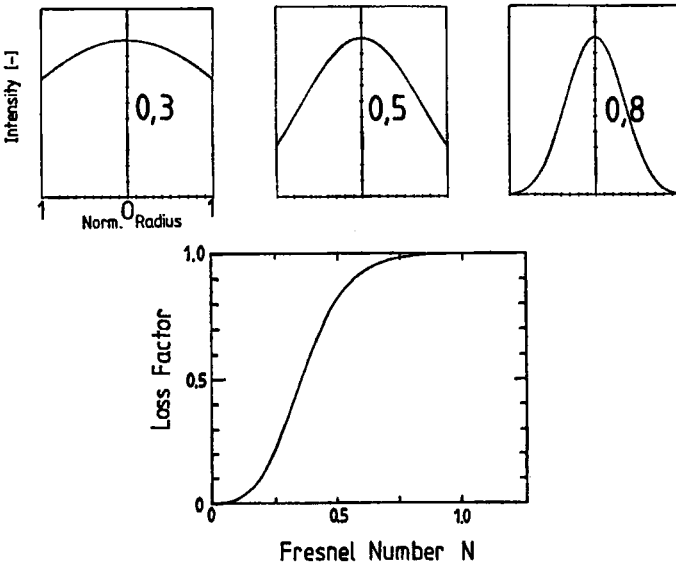 Intensity [-]
0,3
0,5
0,8
1 0 1
Norm. Radius
Loss Factor
1.0
0.5
0
0 0.5 1.0
Fresnel Number N